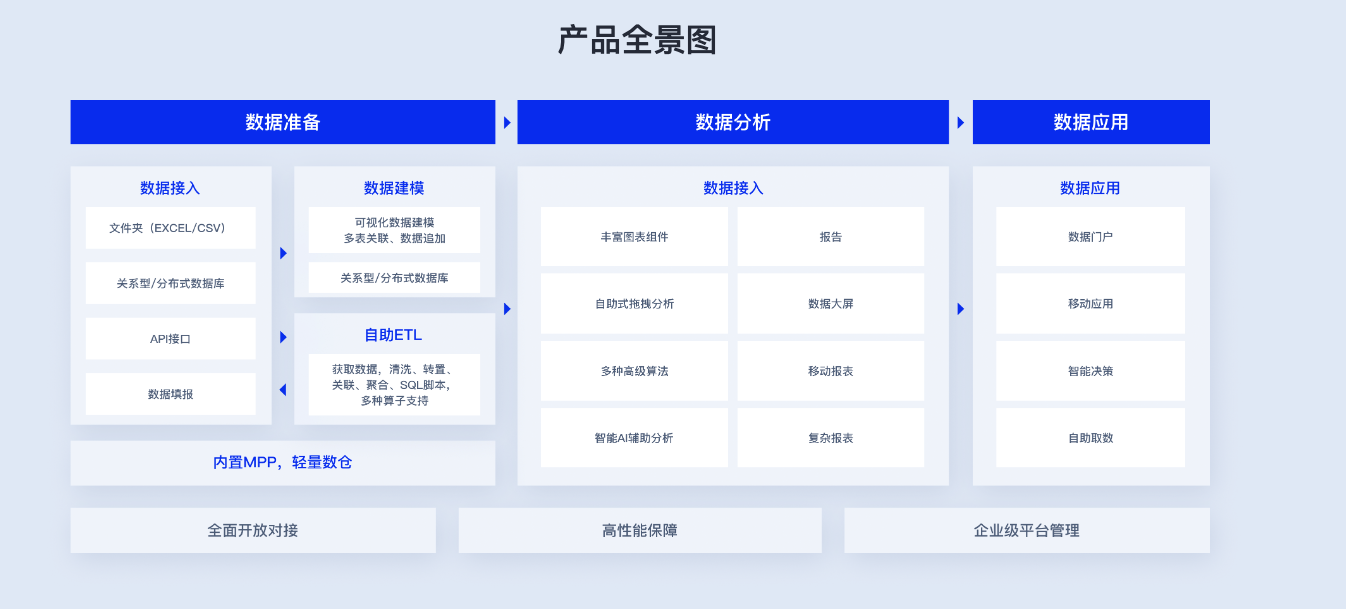 产品全景图
数据准备
数据分析
数据应用
数据接入
文件夹（EXCEL/CSV）
关系型/分布式数据库
API接口
数据填报
数据建模
可视化数据建模
多表关联、数据追加
关系型/分布式数据库
自助ETL
获取数据，清洗、转置、
关联、聚合、SQL脚本，
多种算子支持
内置MPP，轻量数仓
数据接入
丰富图表组件
报告
自助式拖拽分析
数据大屏
多种高级算法
移动报表
智能AI辅助分析
复杂报表
数据应用
数据门户
移动应用
智能决策
自助取数
全面开放对接
高性能保障
企业级平台管理